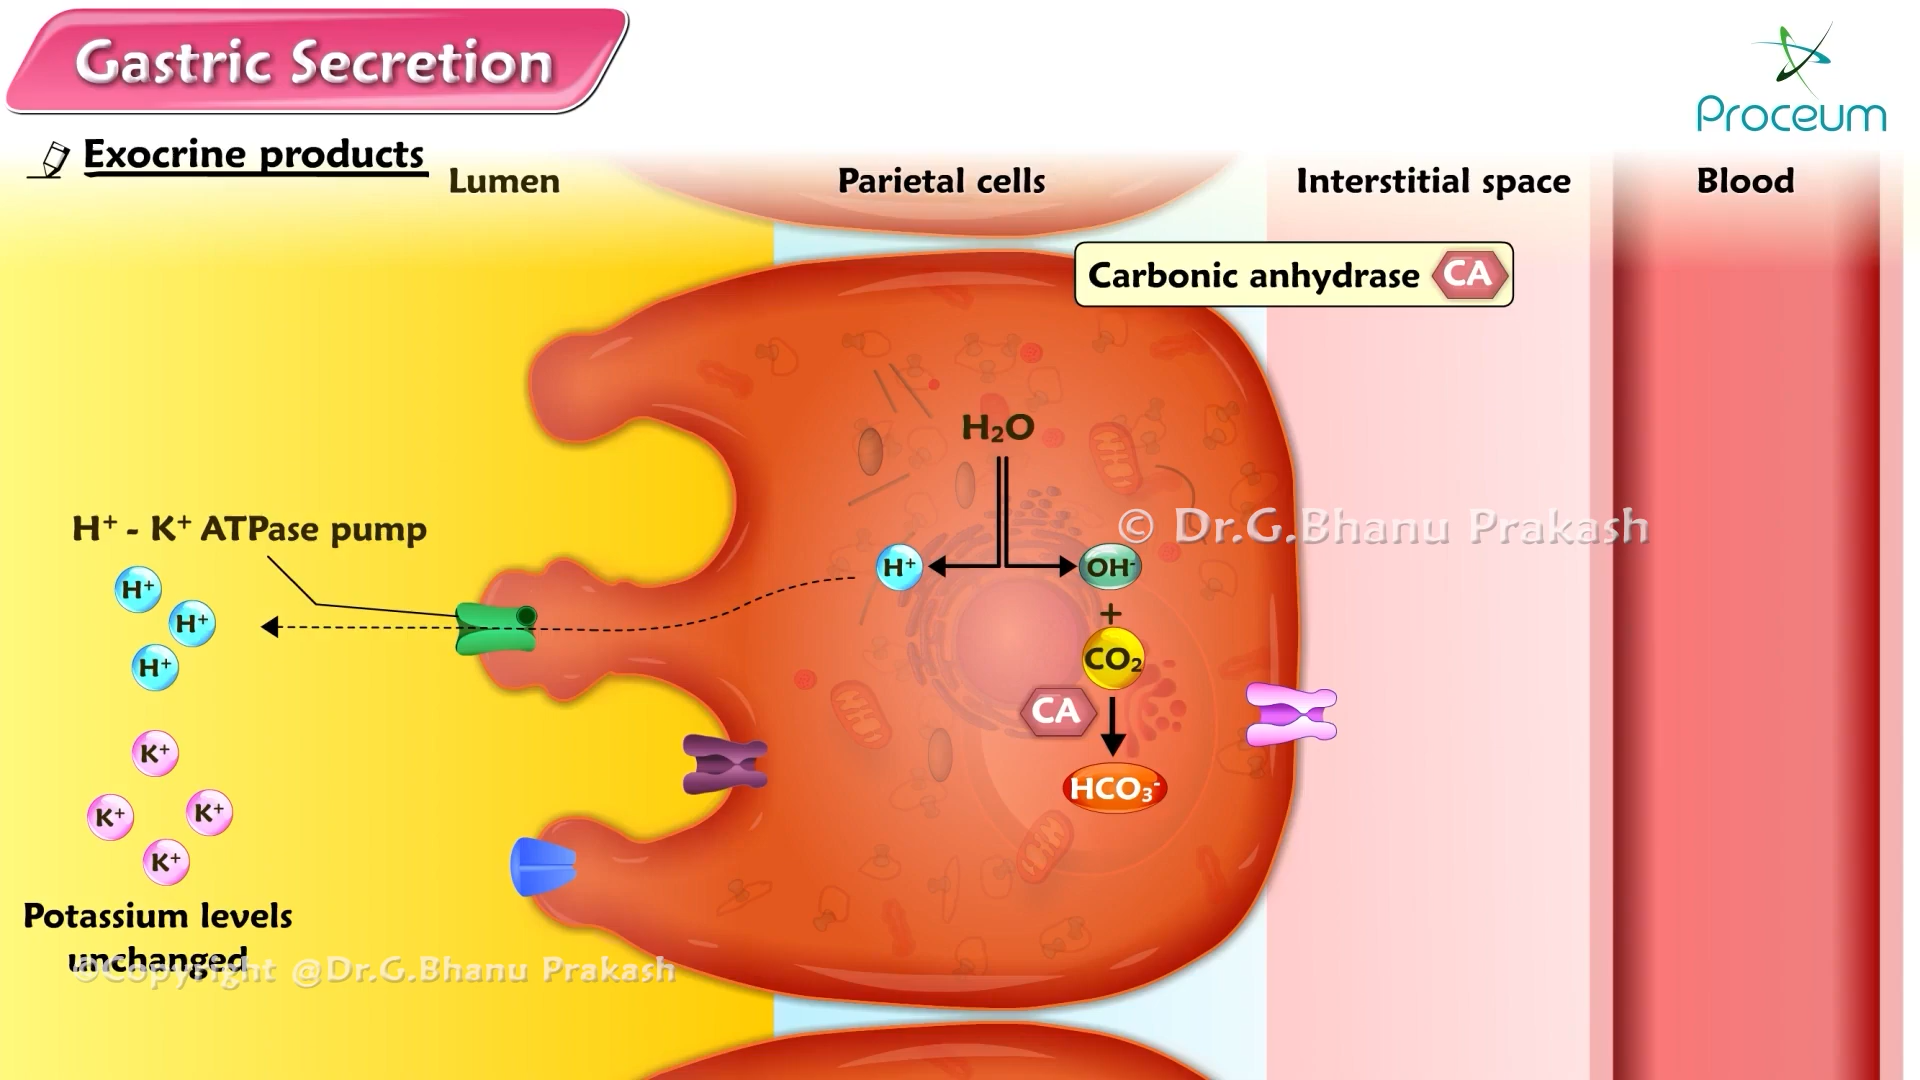 Gastric Secretion
Proceum
Exocrine products
Lumen
Parietal cells
Interstitial space
Blood
Carbonic anhydrase CA
H₂O
© Dr.G.Bhanu Prakash
H⁺ - K⁺ ATPase pump
H⁺
OH⁻
H⁺
H⁺
H⁺
+
CO₂
CA
HCO₃⁻
K⁺
K⁺
K⁺
K⁺
Potassium levels
unchanged
©Copyright @Dr.G.Bhanu Prakash